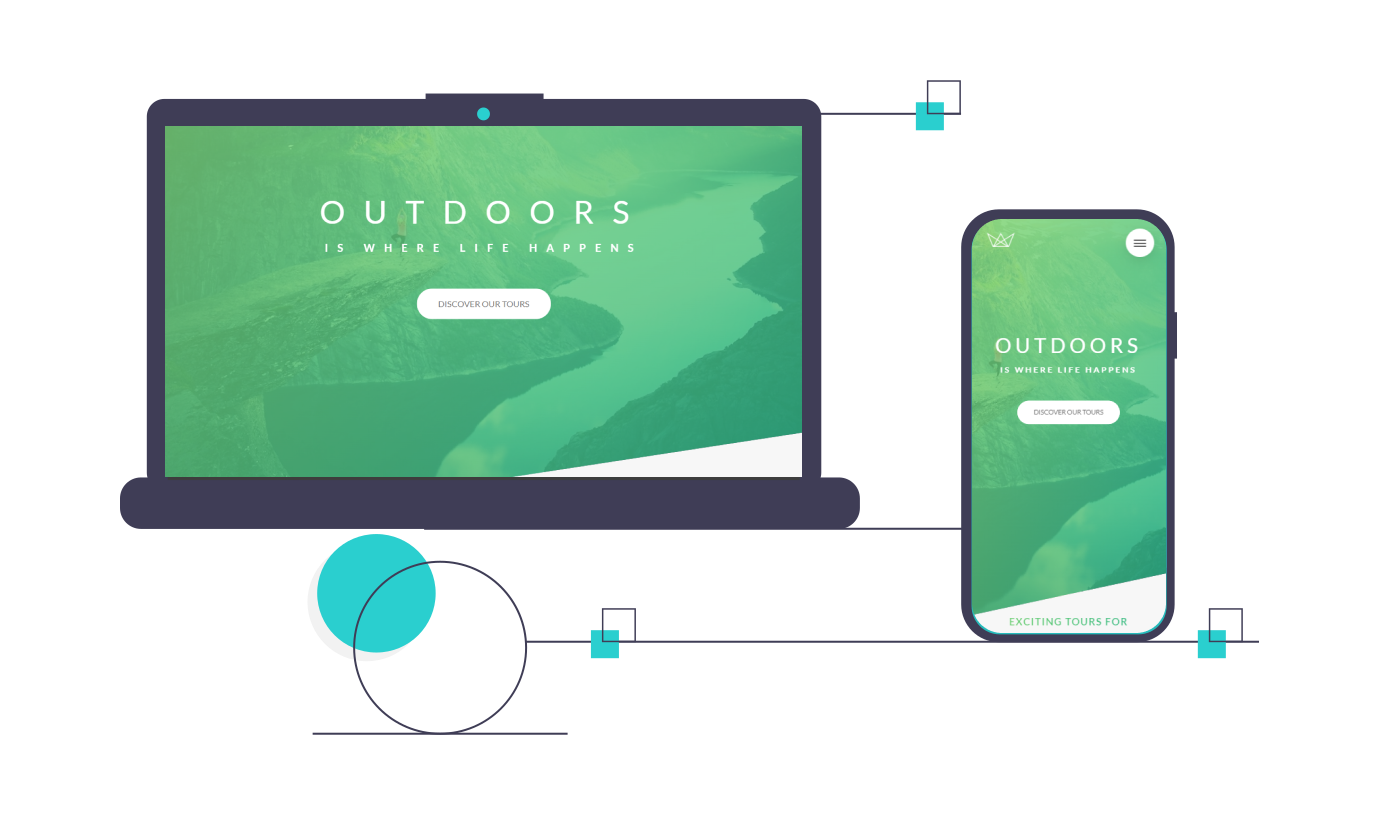 OUTDOORS
IS WHERE LIFE HAPPENS
DISCOVER OUR TOURS
OUTDOORS
IS WHERE LIFE HAPPENS
DISCOVER OUR TOURS
EXCITING TOURS FOR